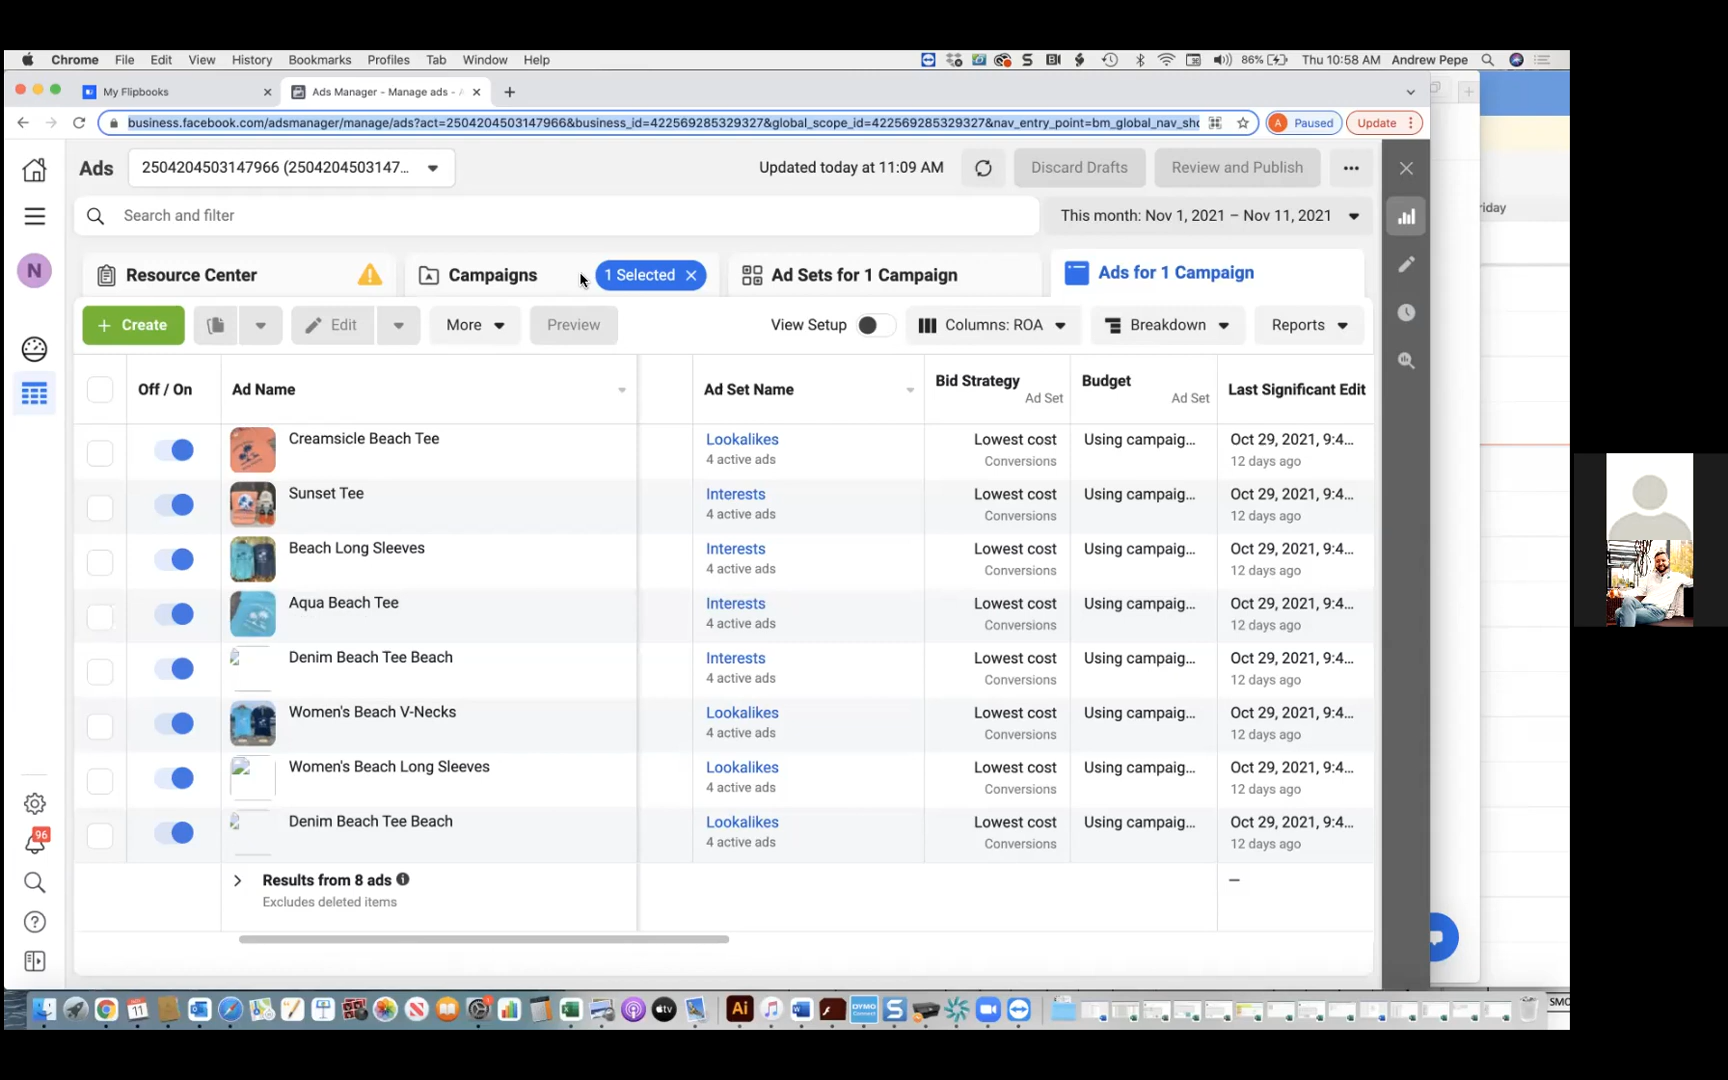 Chrome File Edit View History Bookmarks Profiles Tab Window Help 86% Thu 10:58 AM Andrew Pepe
My Flipbooks Ads Manager - Manage ads -
business.facebook.com/adsmanager/manage/ads?act=2504204503147966&business_id=422569285329327&global_scope_id=422569285329327&nav_entry_point=bm_global_nav_sho A Paused Update
Ads 2504204503147966 (2504204503147... Updated today at 11:09 AM Discard Drafts Review and Publish
Search and filter This month: Nov 1, 2021 – Nov 11, 2021
N Resource Center Campaigns 1 Selected Ad Sets for 1 Campaign Ads for 1 Campaign
+ Create Edit More Preview View Setup Columns: ROA Breakdown Reports
Off / On Ad Name Ad Set Name Bid Strategy Ad Set Budget Ad Set Last Significant Edit
Creamsicle Beach Tee Lookalikes Lowest cost Using campaig... Oct 29, 2021, 9:4...
4 active ads Conversions 12 days ago
Sunset Tee Interests Lowest cost Using campaig... Oct 29, 2021, 9:4...
4 active ads Conversions 12 days ago
Beach Long Sleeves Interests Lowest cost Using campaig... Oct 29, 2021, 9:4...
4 active ads Conversions 12 days ago
Aqua Beach Tee Interests Lowest cost Using campaig... Oct 29, 2021, 9:4...
4 active ads Conversions 12 days ago
Denim Beach Tee Beach Interests Lowest cost Using campaig... Oct 29, 2021, 9:4...
4 active ads Conversions 12 days ago
Women's Beach V-Necks Lookalikes Lowest cost Using campaig... Oct 29, 2021, 9:4...
4 active ads Conversions 12 days ago
Women's Beach Long Sleeves Lookalikes Lowest cost Using campaig... Oct 29, 2021, 9:4...
4 active ads Conversions 12 days ago
Denim Beach Tee Beach Lookalikes Lowest cost Using campaig... Oct 29, 2021, 9:4...
4 active ads Conversions 12 days ago
96
Results from 8 ads –
Excludes deleted items
riday
11 tv Ai W DYMO S SMC